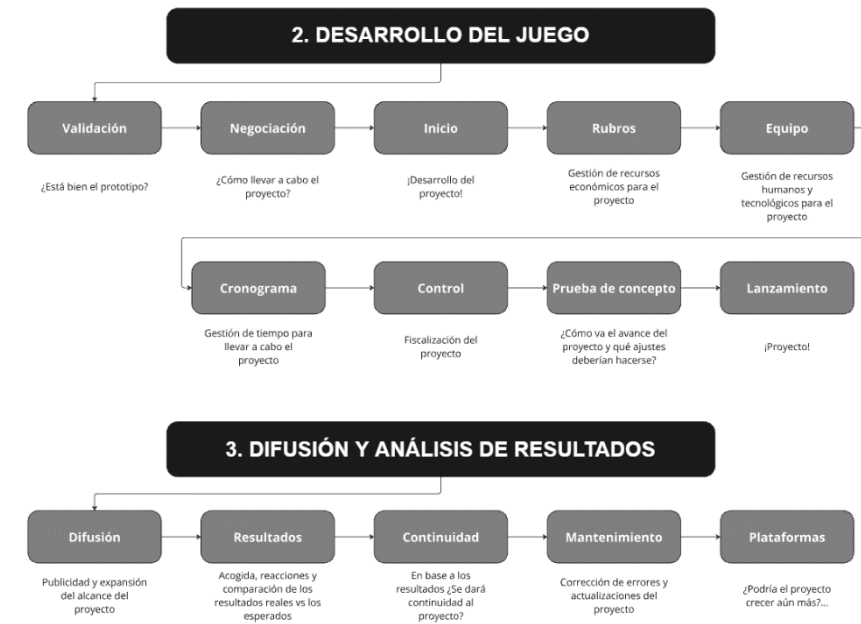 2. DESARROLLO DEL JUEGO
Validación
Negociación
Inicio
Rubros
Equipo
¿Está bien el prototipo?
¿Cómo llevar a cabo el
proyecto?
¡Desarrollo del
proyecto!
Gestión de recursos
económicos para el
proyecto
Gestión de recursos
humanos y
tecnológicos para el
proyecto
Cronograma
Control
Prueba de concepto
Lanzamiento
Gestión de tiempo para
llevar a cabo el
proyecto
Fiscalización del
proyecto
¿Cómo va el avance del
proyecto y qué ajustes
deberían hacerse?
¡Proyecto!
3. DIFUSIÓN Y ANÁLISIS DE RESULTADOS
Difusión
Resultados
Continuidad
Mantenimiento
Plataformas
Publicidad y expansión
del alcance del
proyecto
Acogida, reacciones y
comparación de los
resultados reales vs los
esperados
En base a los
resultados ¿Se dará
continuidad al
proyecto?
Corrección de errores y
actualizaciones del
proyecto
¿Podría el proyecto
crecer aún más?...